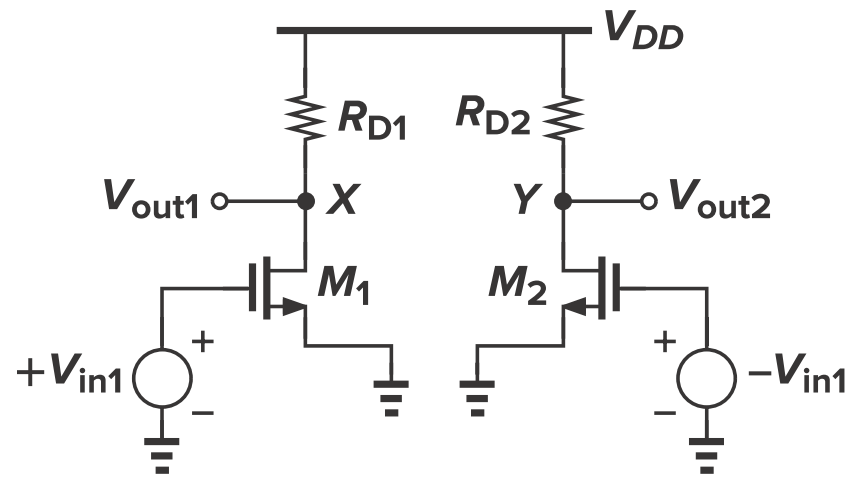 V_DD
R_D1
R_D2
V_out1
X
Y
V_out2
M_1
M_2
+
+
+V_in1
−V_in1
−
−